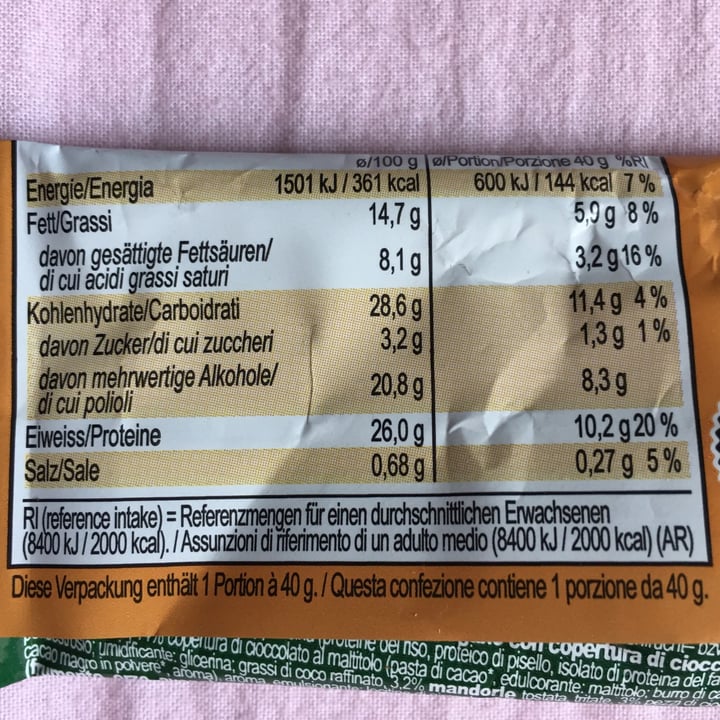 ø/100 g ø/Portion/Porzione 40 g %RI
Energie/Energia 1501 kJ / 361 kcal 600 kJ / 144 kcal 7 %
Fett/Grassi 14,7 g 5,9 g 8 %
davon gesättigte Fettsäuren/
di cui acidi grassi saturi 8,1 g 3,2 g 16 %
Kohlenhydrate/Carboidrati 28,6 g 11,4 g 4 %
davon Zucker/di cui zuccheri 3,2 g 1,3 g 1 %
davon mehrwertige Alkohole/
di cui polioli 20,8 g 8,3 g
Eiweiss/Proteine 26,0 g 10,2 g 20 %
Salz/Sale 0,68 g 0,27 g 5 %
RI (reference intake) = Referenzmengen für einen durchschnittlichen Erwachsenen
(8400 kJ / 2000 kcal). / Assunzioni di riferimento di un adulto medio (8400 kJ / 2000 kcal) (AR)
Diese Verpackung enthält 1 Portion à 40 g. / Questa confezione contiene 1 porzione da 40 g.
con copertura di
copertura di cioccolato al maltitolo (pasta di cacao*, edulcorante: maltitolo; burro di
cacao magro in polvere*, aroma), aroma
umidificante: glicerina; grassi di coco raffinato, 3,2% mandorle tostata
proteine del riso, proteico di pisello, isolato di proteina del